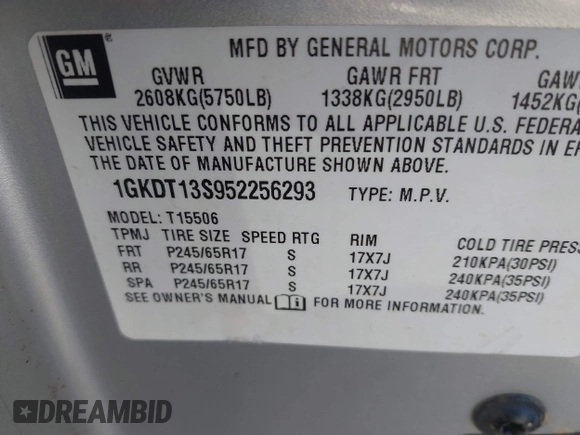 GM ®
MFD BY GENERAL MOTORS CORP.
GVWR GAWR FRT
2608KG(5750LB) 1338KG(2950LB)
THIS VEHICLE CONFORMS TO ALL APPLICABLE U.S.
VEHICLE SAFETY AND THEFT PREVENTION STANDARDS IN
THE DATE OF MANUFACTURE SHOWN ABOVE.
1GKDT13S952256293 TYPE: M.P.V.
MODEL: T15506
TPMJ TIRE SIZE SPEED RTG RIM COLD TIRE
FRT P245/65R17 S 17X7J 210KPA(30PSI)
RR P245/65R17 S 17X7J 240KPA(35PSI)
SPA P245/65R17 S 17X7J 240KPA(35PSI)
SEE OWNER'S MANUAL FOR MORE INFORMATION.
DREAMBID